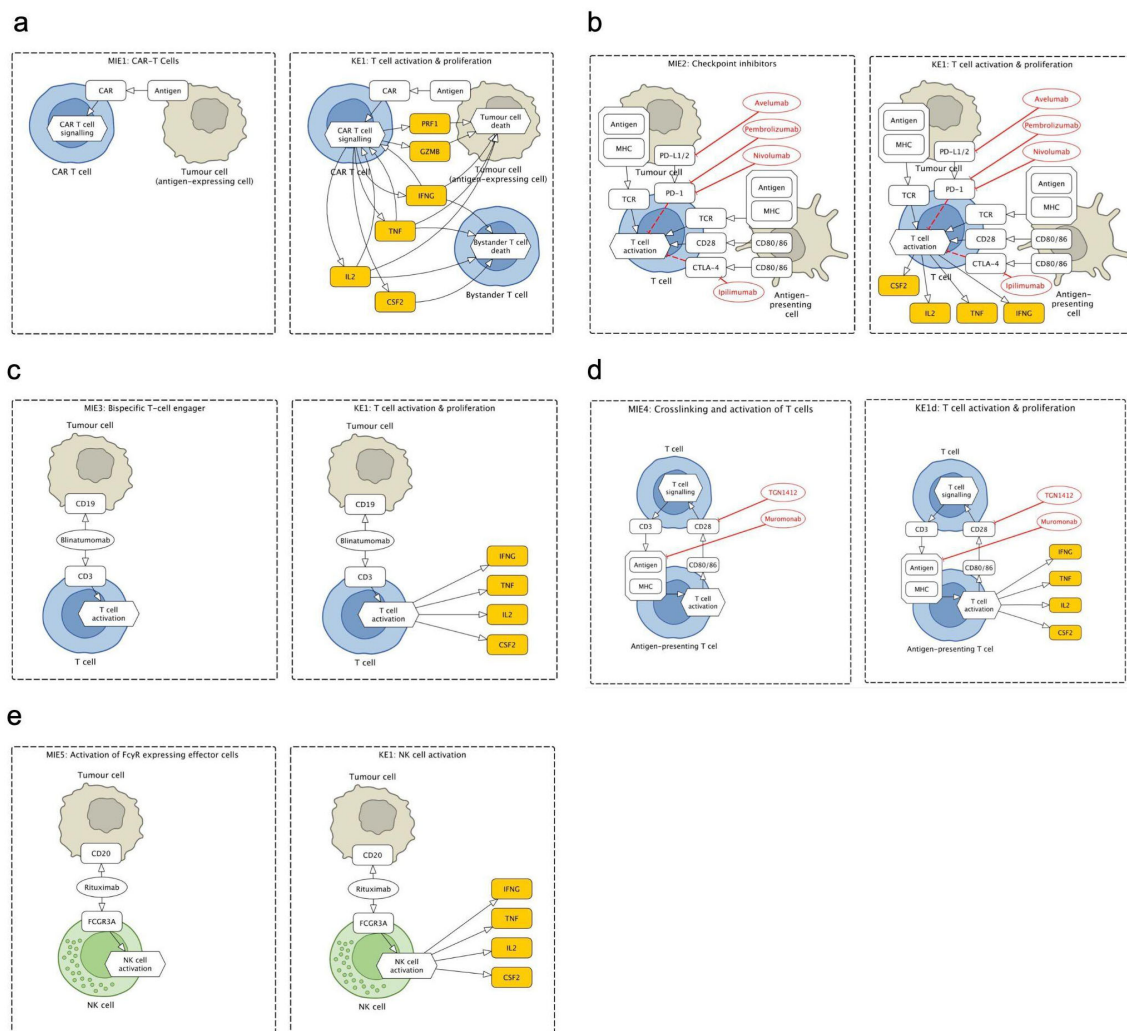 a
MIE1: CAR-T Cells
CAR
Antigen
CAR T cell
signalling
CAR T cell
Tumour cell
(antigen-expressing cell)
KE1: T cell activation & proliferation
CAR
Antigen
CAR T cell
signalling
PRF1
GZMB
Tumour cell
death
CAR T cell
Tumour cell
(antigen-expressing cell)
IFNG
TNF
Bystander T cell
death
IL2
CSF2
Bystander T cell
b
MIE2: Checkpoint inhibitors
Avelumab
Antigen
MHC
Pembrolizumab
PD-L1/2
Nivolumab
Tumour cell
PD-1
TCR
Antigen
MHC
TCR
T cell
activation
CD28
CD80/86
CTLA-4
CD80/86
T cell
Ipilimumab
Antigen-
presenting
cell
KE1: T cell activation & proliferation
Avelumab
Antigen
MHC
Pembrolizumab
PD-L1/2
Nivolumab
Tumour cell
PD-1
TCR
Antigen
MHC
TCR
T cell
activation
CD28
CD80/86
CTLA-4
CD80/86
T cell
Ipilimumab
CSF2
Antigen-
presenting
cell
IL2
TNF
IFNG
c
MIE3: Bispecific T-cell engager
Tumour cell
CD19
Blinatumomab
CD3
T cell
activation
T cell
KE1: T cell activation & proliferation
Tumour cell
CD19
Blinatumomab
CD3
T cell
activation
IFNG
TNF
IL2
CSF2
T cell
d
MIE4: Crosslinking and activation of T cells
T cell
T cell
signalling
TGN1412
CD3
CD28
Muromonab
Antigen
MHC
CD80/86
T cell
activation
Antigen-presenting T cel
KE1d: T cell activation & proliferation
T cell
T cell
signalling
TGN1412
CD3
CD28
Muromonab
Antigen
MHC
CD80/86
T cell
activation
IFNG
TNF
IL2
CSF2
Antigen-presenting T cel
e
MIE5: Activation of FcγR expressing effector cells
Tumour cell
CD20
Rituximab
FCGR3A
NK cell
activation
NK cell
KE1: NK cell activation
Tumour cell
CD20
Rituximab
FCGR3A
NK cell
activation
IFNG
TNF
IL2
CSF2
NK cell